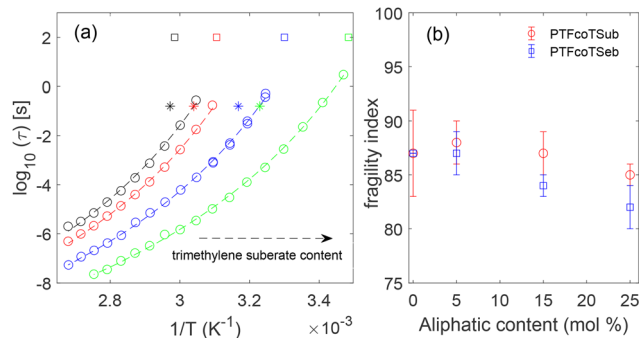 (a)
log10 (τ) [s]
2
0
-2
-4
-6
-8
trimethylene suberate content
2.8
3
3.2
3.4
1/T (K-1)
× 10-3
(b)
PTFcoTSub
PTFcoTSeb
fragility index
100
95
90
85
80
75
0
5
10
15
20
25
Aliphatic content (mol %)